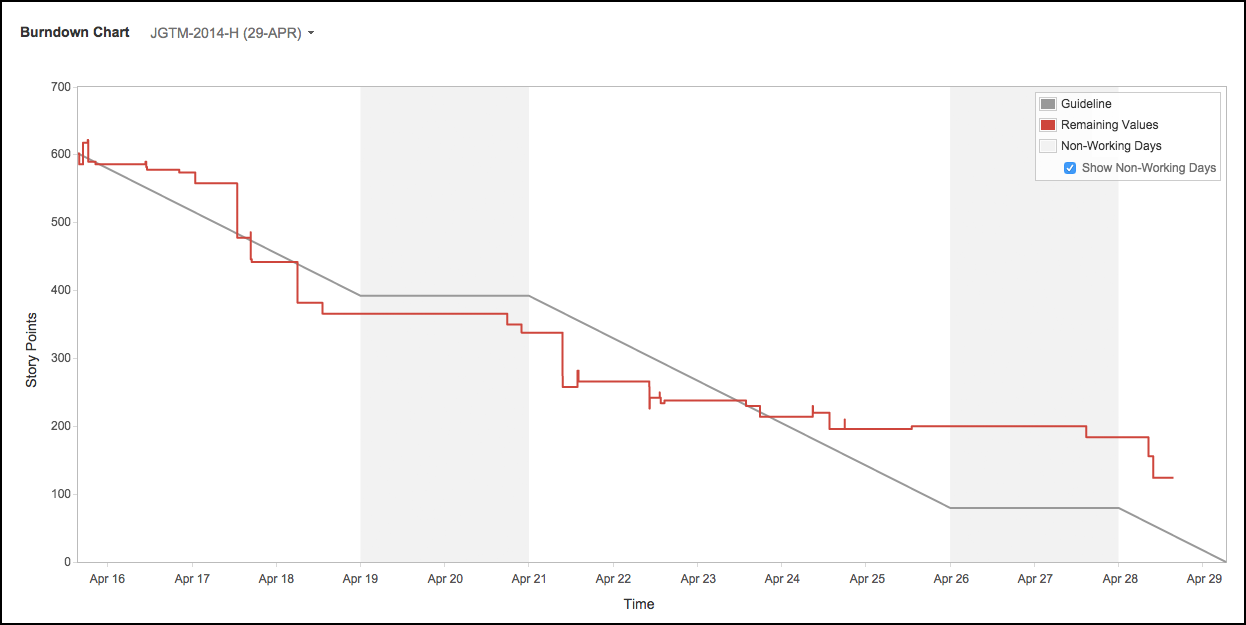 Burndown Chart JGTM-2014-H (29-APR)
700
600
500
400
300
200
100
0
Story Points
Guideline
Remaining Values
Non-Working Days
Show Non-Working Days
Apr 16 Apr 17 Apr 18 Apr 19 Apr 20 Apr 21 Apr 22 Apr 23 Apr 24 Apr 25 Apr 26 Apr 27 Apr 28 Apr 29
Time